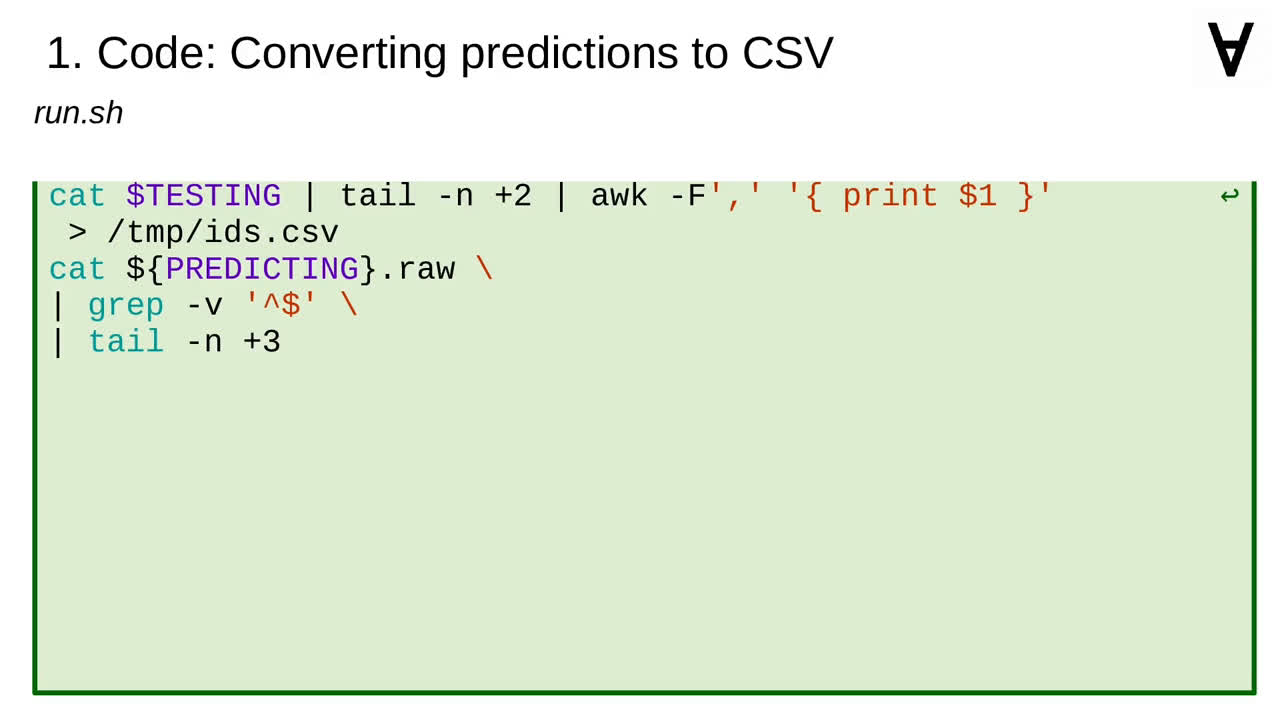 1. Code: Converting predictions to CSV
∀
run.sh
cat $TESTING | tail -n +2 | awk -F',' '{ print $1 }' ↩
 > /tmp/ids.csv
cat ${PREDICTING}.raw \
| grep -v '^$' \
| tail -n +3